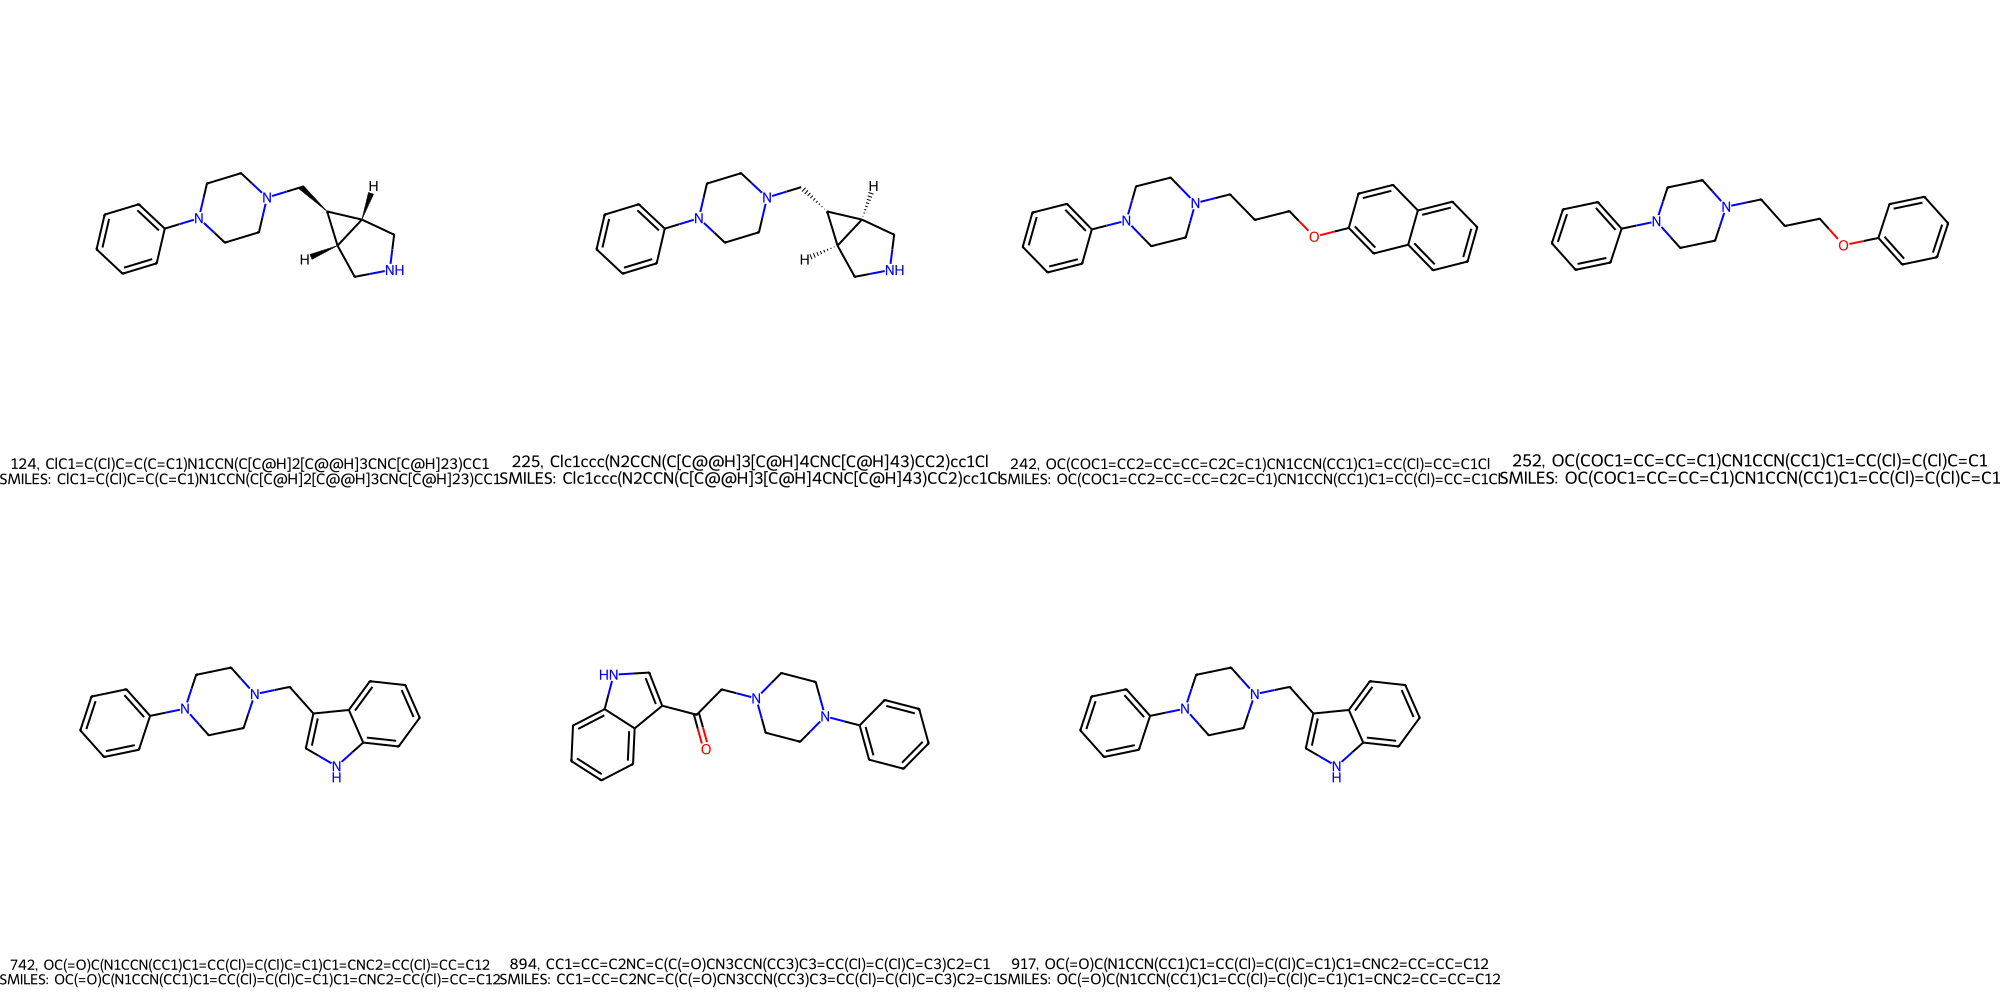 H
N
N
H
NH
H
N
N
H
NH
N
N
O
N
N
O
124, ClC1=C(Cl)C=C(C=C1)N1CCN(C[C@H]2[C@@H]3CNC[C@H]23)CC1
SMILES: ClC1=C(Cl)C=C(C=C1)N1CCN(C[C@H]2[C@@H]3CNC[C@H]23)CC1
225, Clc1ccc(N2CCN(C[C@@H]3[C@H]4CNC[C@H]43)CC2)cc1Cl
SMILES: Clc1ccc(N2CCN(C[C@@H]3[C@H]4CNC[C@H]43)CC2)cc1Cl
242, OC(COC1=CC2=CC=CC=C2C=C1)CN1CCN(CC1)C1=CC(Cl)=CC=C1Cl
SMILES: OC(COC1=CC2=CC=CC=C2C=C1)CN1CCN(CC1)C1=CC(Cl)=CC=C1Cl
252, OC(COC1=CC=CC=C1)CN1CCN(CC1)C1=CC(Cl)=C(Cl)C=C1
SMILES: OC(COC1=CC=CC=C1)CN1CCN(CC1)C1=CC(Cl)=C(Cl)C=C1
N
N
N
H
HN
O
N
N
N
N
N
H
742, OC(=O)C(N1CCN(CC1)C1=CC(Cl)=C(Cl)C=C1)C1=CNC2=CC(Cl)=CC=C12
SMILES: OC(=O)C(N1CCN(CC1)C1=CC(Cl)=C(Cl)C=C1)C1=CNC2=CC(Cl)=CC=C12
894, CC1=CC=C2NC=C(C(=O)CN3CCN(CC3)C3=CC(Cl)=C(Cl)C=C3)C2=C1
SMILES: CC1=CC=C2NC=C(C(=O)CN3CCN(CC3)C3=CC(Cl)=C(Cl)C=C3)C2=C1
917, OC(=O)C(N1CCN(CC1)C1=CC(Cl)=C(Cl)C=C1)C1=CNC2=CC=CC=C12
SMILES: OC(=O)C(N1CCN(CC1)C1=CC(Cl)=C(Cl)C=C1)C1=CNC2=CC=CC=C12